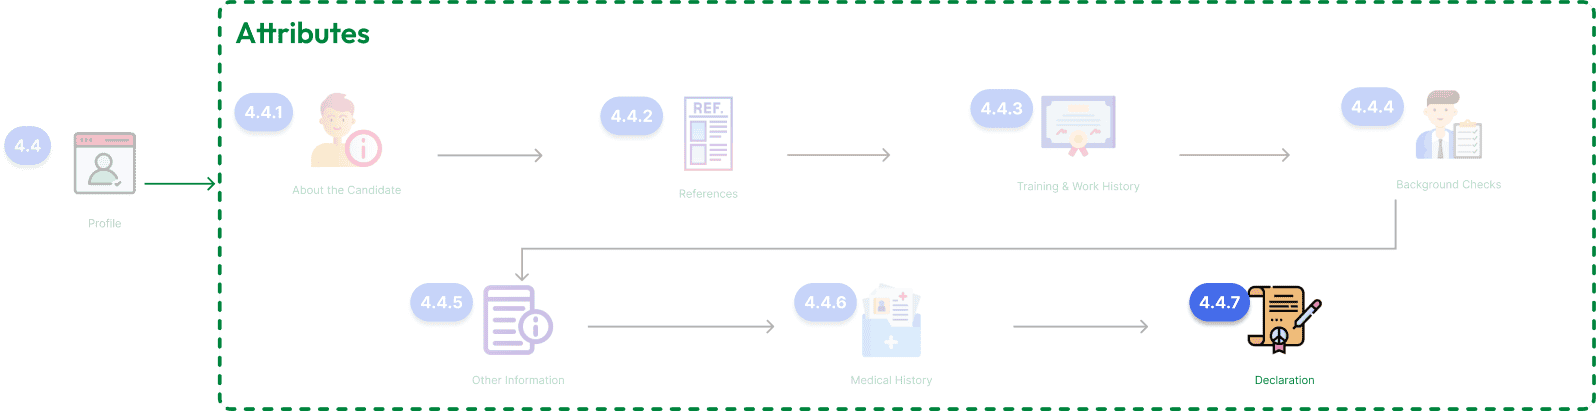 Attributes
4.4
Profile
4.4.1
About the Candidate
4.4.2
REF.
References
4.4.3
Training & Work History
4.4.4
Background Checks
4.4.5
Other Information
4.4.6
Medical History
4.4.7
Declaration